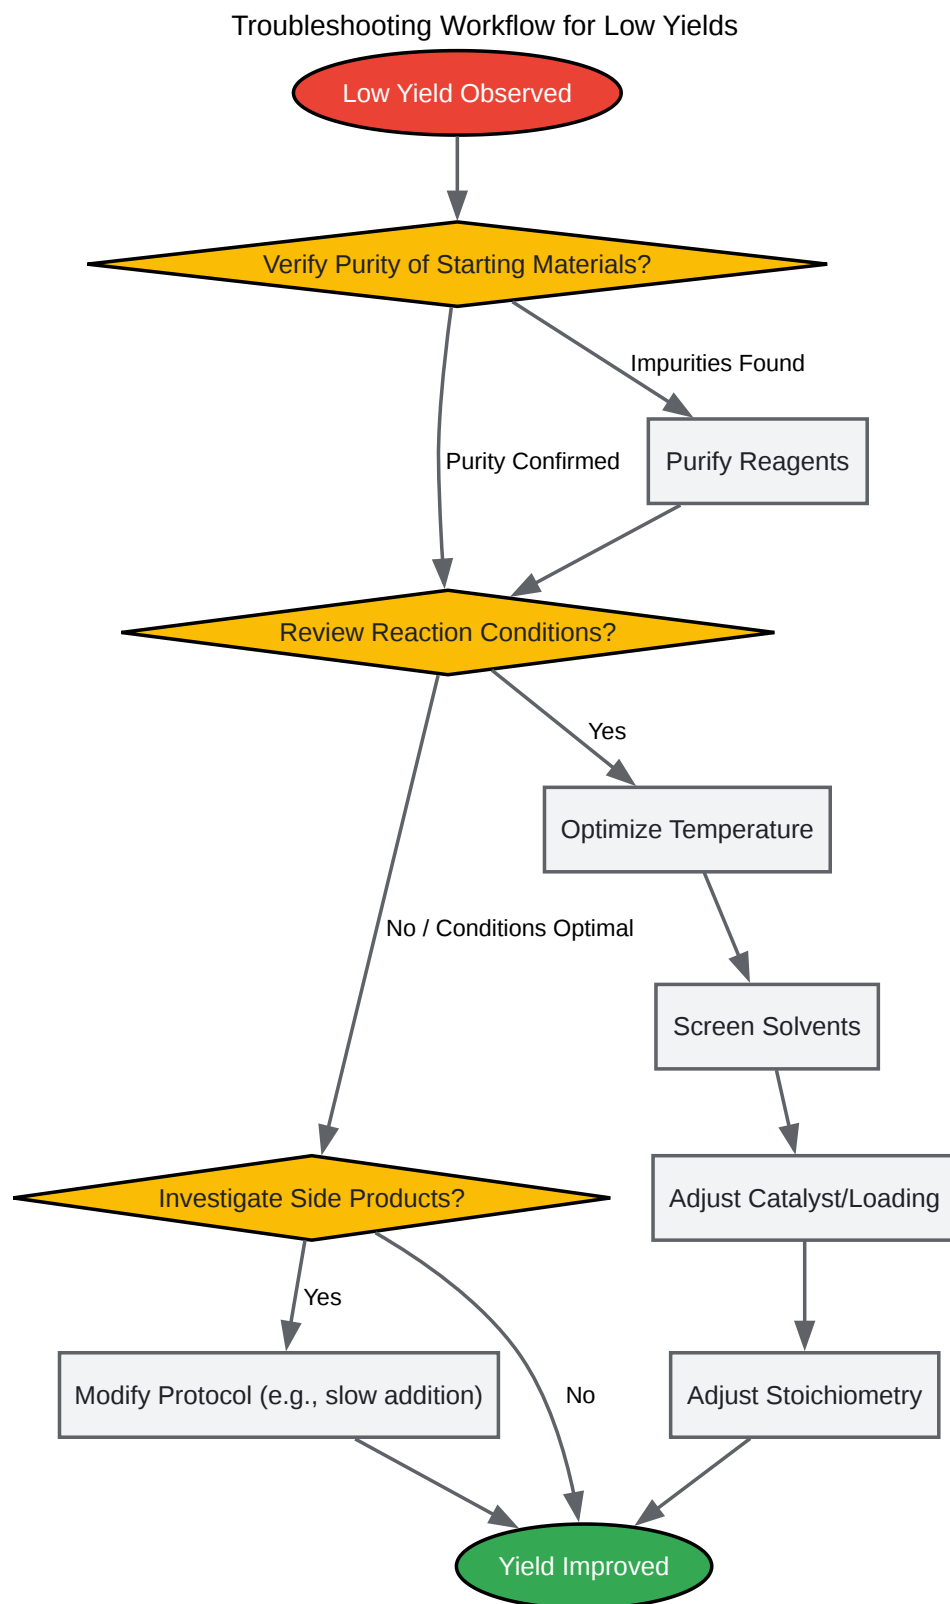 Troubleshooting Workflow for Low Yields
Low Yield Observed
Verify Purity of Starting Materials?
Impurities Found
Purity Confirmed
Purify Reagents
Review Reaction Conditions?
Yes
Optimize Temperature
No / Conditions Optimal
Screen Solvents
Investigate Side Products?
Adjust Catalyst/Loading
Yes
Modify Protocol (e.g., slow addition)
No
Adjust Stoichiometry
Yield Improved